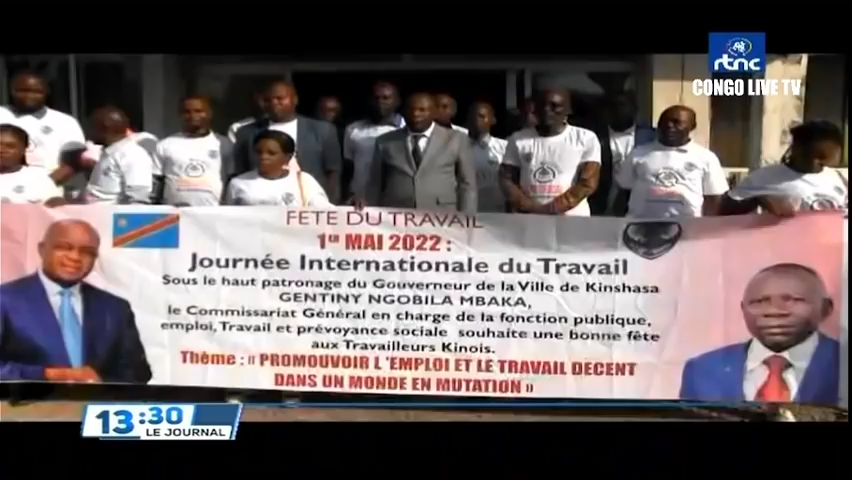 rtnc
CONGO LIVE TV
FÊTE DU TRAVAIL
1er MAI 2022 :
Journée Internationale du Travail
Sous le haut patronage du Gouverneur de la Ville de Kinshasa
GENTINY NGOBILA MBAKA,
le Commissariat Général en charge de la fonction publique,
emploi, Travail et prévoyance sociale souhaite une bonne fête
aux Travailleurs Kinois.
Thème : « PROMOUVOIR L'EMPLOI ET LE TRAVAIL DECENT
DANS UN MONDE EN MUTATION »
13:30
LE JOURNAL